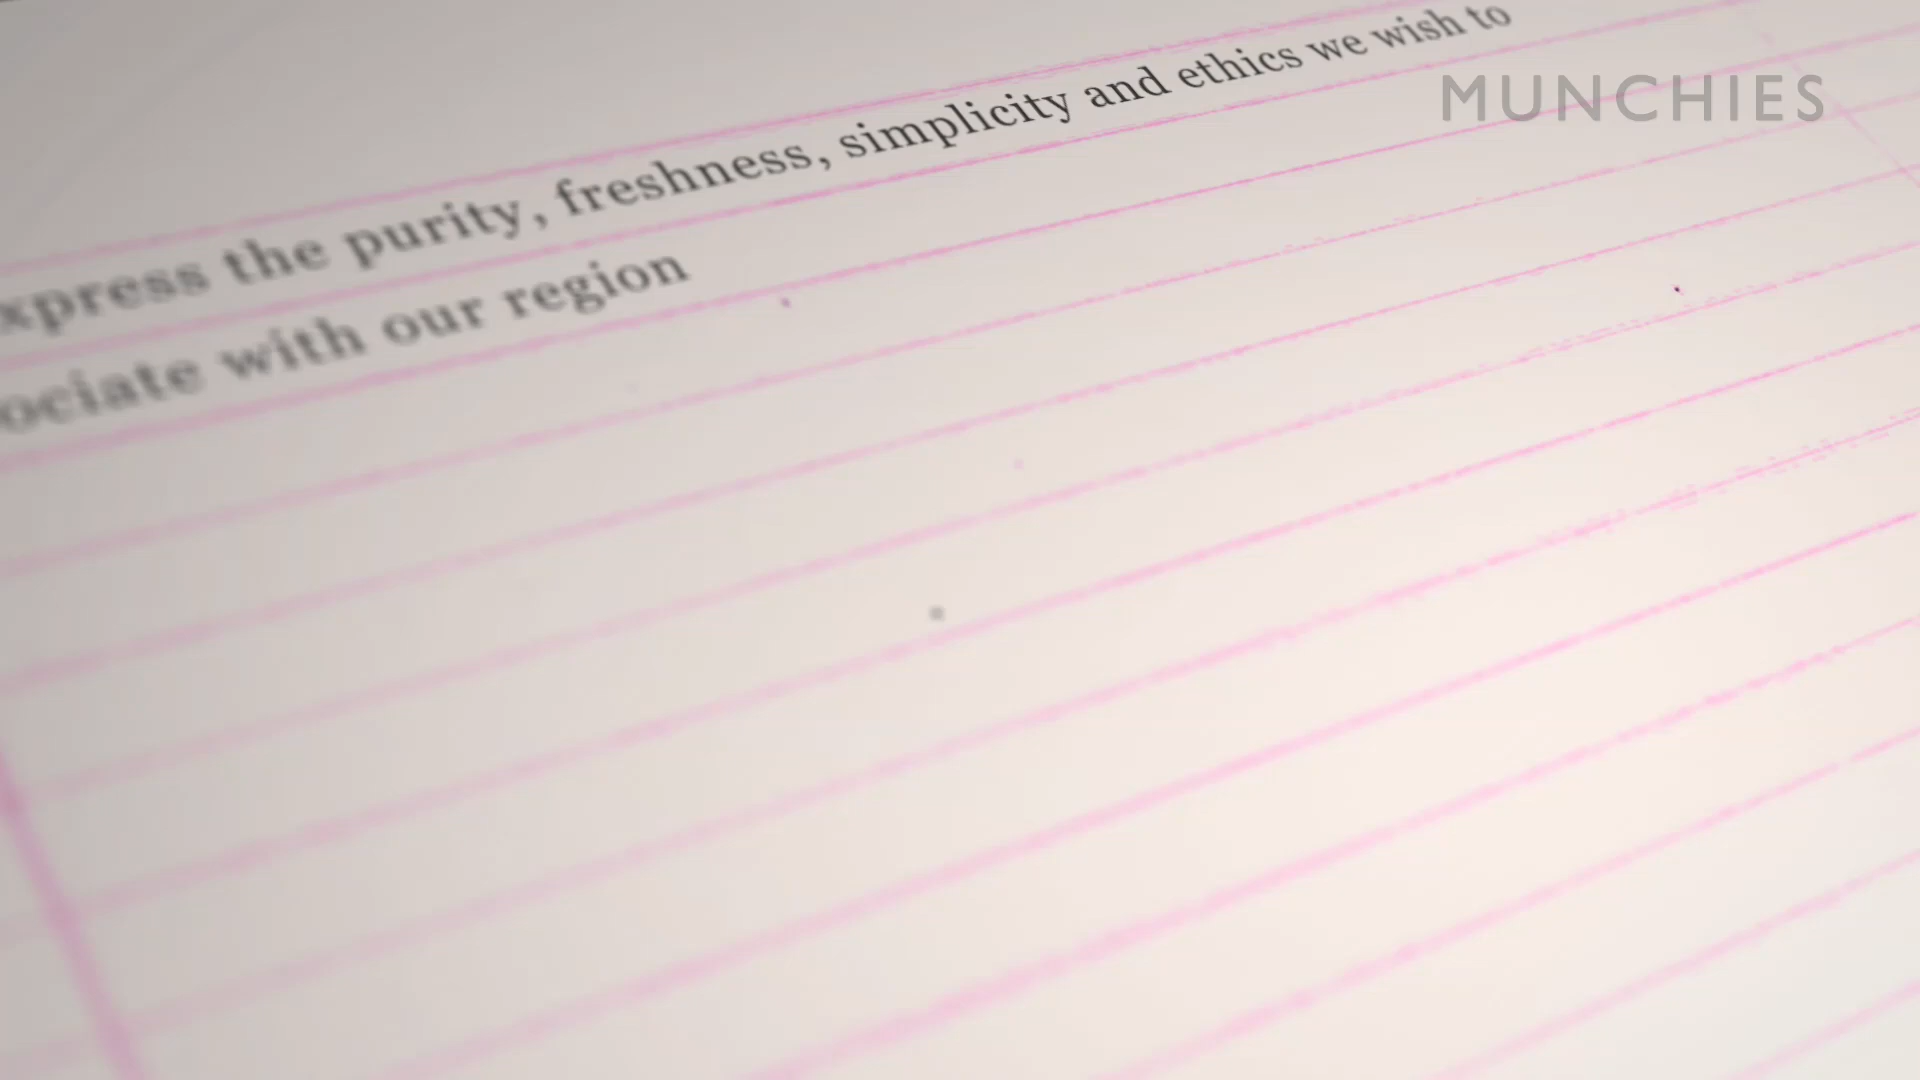 xpress the purity, freshness, simplicity and ethics we wish to
ociate with our region
MUNCHIES